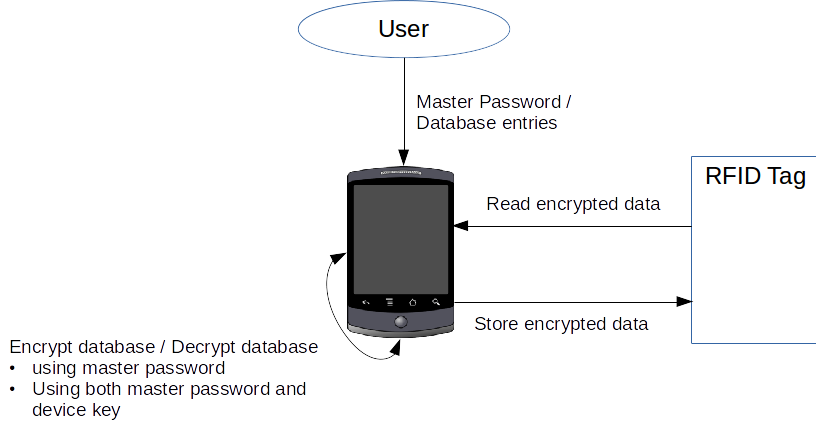 User
Master Password /
Database entries
RFID Tag
Read encrypted data
Store encrypted data
Encrypt database / Decrypt database
• using master password
• Using both master password and
device key